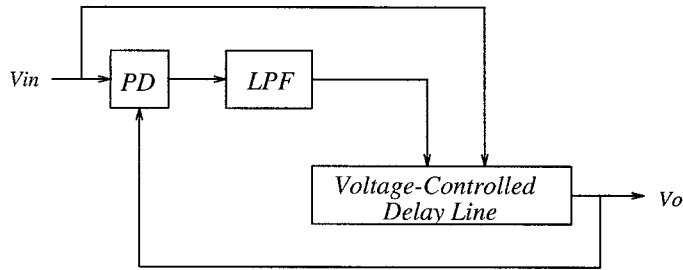 Vin
PD
LPF
Voltage-Controlled
Delay Line
Vo